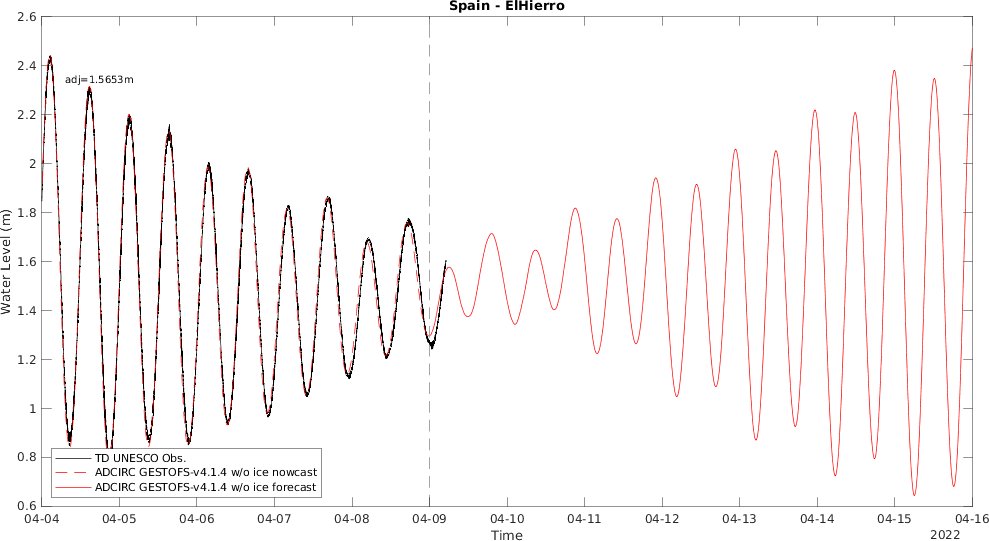 Spain - ElHierro
2.6
2.4
adj=1.5653m
2.2
2
1.8
1.6
1.4
1.2
1
0.8
0.6
Water Level (m)
TD UNESCO Obs.
ADCIRC GESTOFS-v4.1.4 w/o ice nowcast
ADCIRC GESTOFS-v4.1.4 w/o ice forecast
04-04 04-05 04-06 04-07 04-08 04-09 04-10 04-11 04-12 04-13 04-14 04-15 04-16
Time
2022